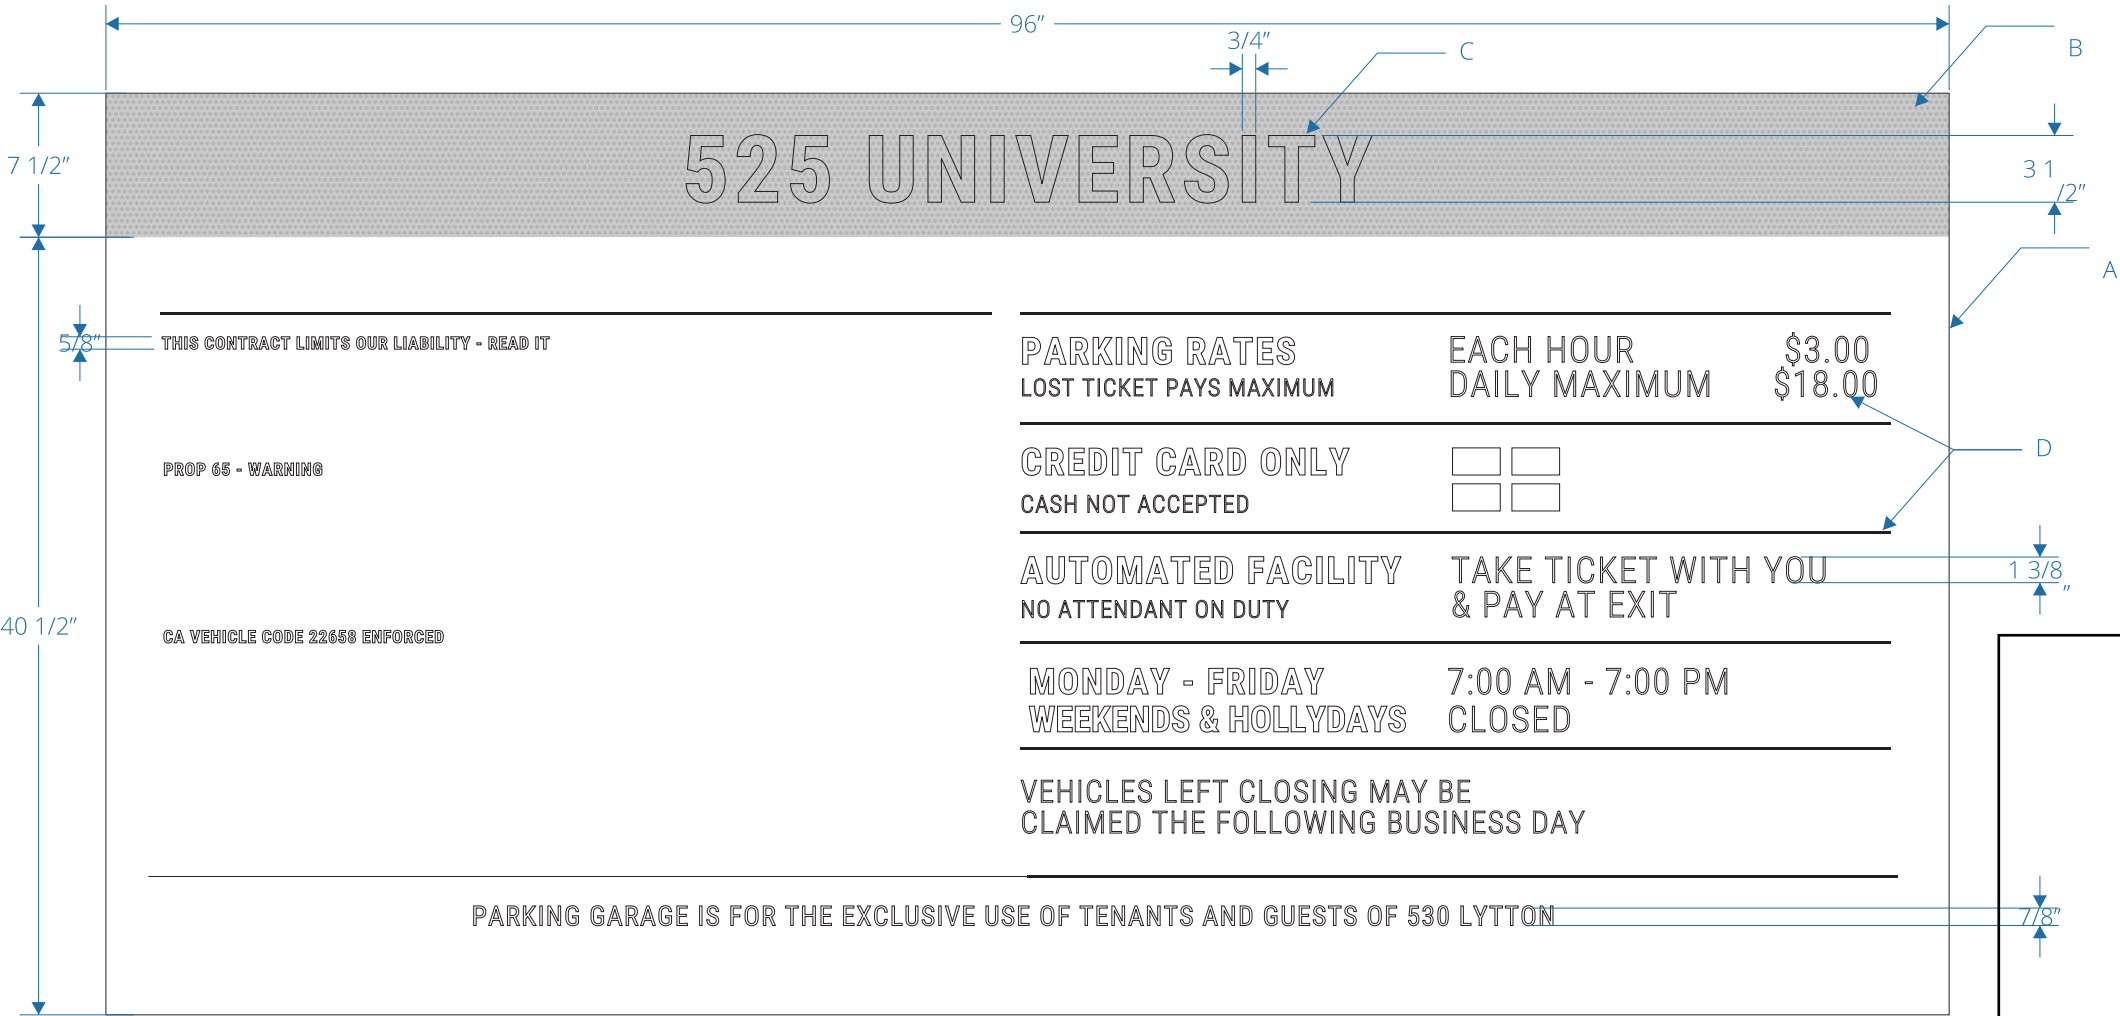 96”
3/4”
C
B
7 1/2”
525 UNIVERSITY
3 1
/2”
A
5/8”
THIS CONTRACT LIMITS OUR LIABILITY - READ IT
PROP 65 - WARNING
40 1/2”
CA VEHICLE CODE 22658 ENFORCED
PARKING RATES EACH HOUR $3.00
LOST TICKET PAYS MAXIMUM DAILY MAXIMUM $18.00
D
CREDIT CARD ONLY
CASH NOT ACCEPTED
AUTOMATED FACILITY TAKE TICKET WITH YOU
NO ATTENDANT ON DUTY & PAY AT EXIT
1 3/8
”
MONDAY - FRIDAY 7:00 AM - 7:00 PM
WEEKENDS & HOLLYDAYS CLOSED
VEHICLES LEFT CLOSING MAY BE
CLAIMED THE FOLLOWING BUSINESS DAY
PARKING GARAGE IS FOR THE EXCLUSIVE USE OF TENANTS AND GUESTS OF 530 LYTTON
7/8”